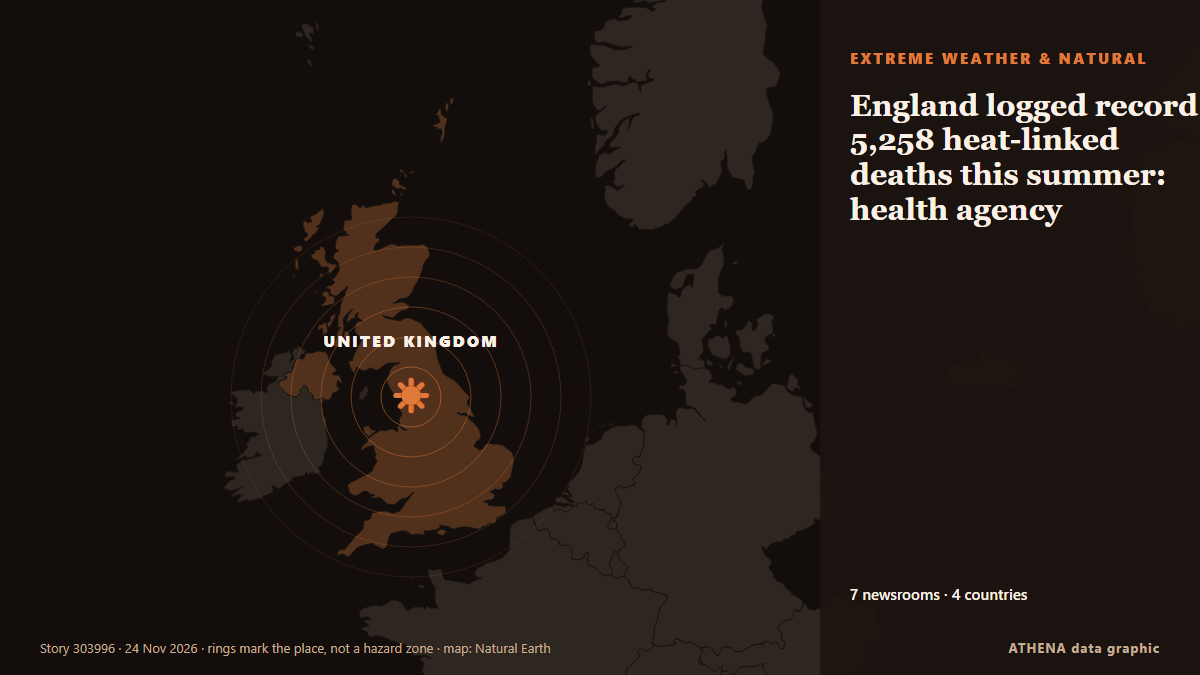 EXTREME WEATHER & NATURAL
England logged record
5,258 heat-linked
deaths this summer:
health agency
UNITED KINGDOM
7 newsrooms · 4 countries
Story 303996 · 24 Nov 2026 · rings mark the place, not a hazard zone · map: Natural Earth
ATHENA data graphic